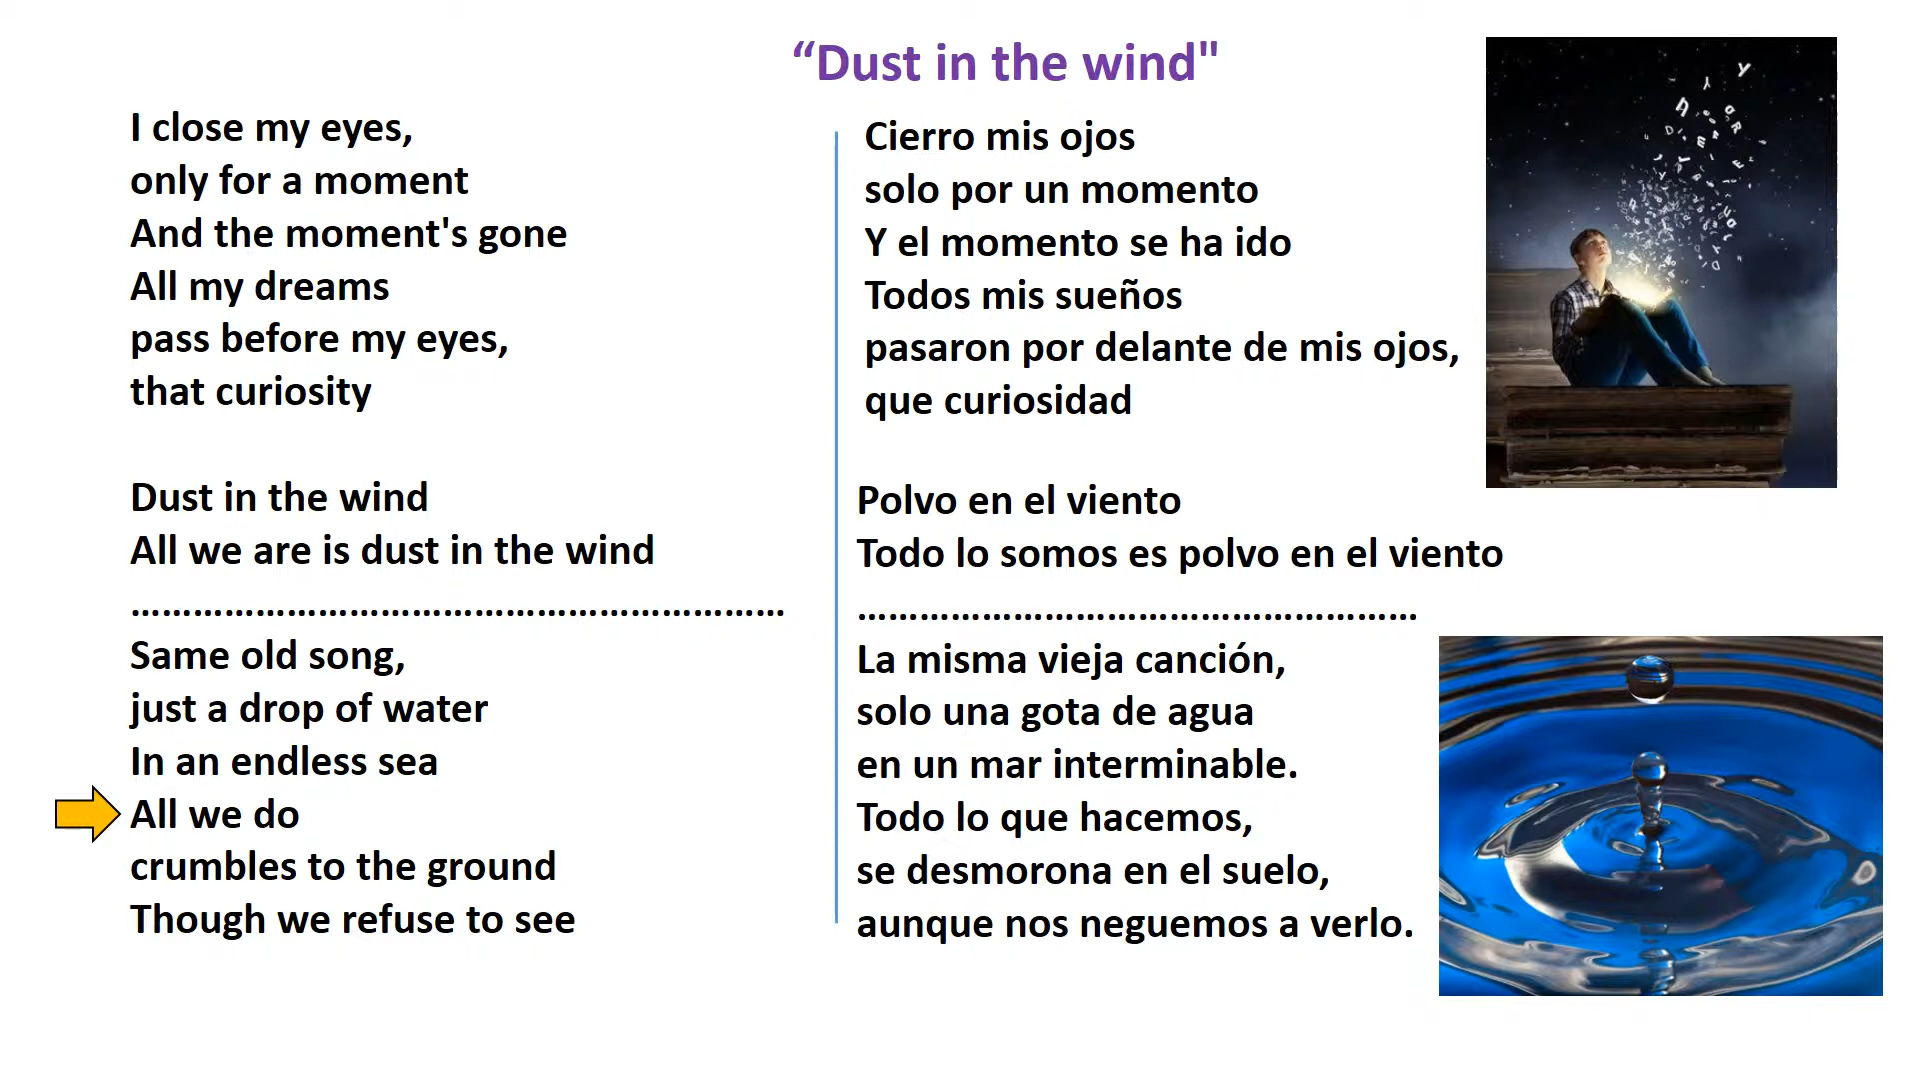 “Dust in the wind"
I close my eyes,
only for a moment
And the moment's gone
All my dreams
pass before my eyes,
that curiosity
Dust in the wind
All we are is dust in the wind
……………………………………………………
Same old song,
just a drop of water
In an endless sea
All we do
crumbles to the ground
Though we refuse to see
Cierro mis ojos
solo por un momento
Y el momento se ha ido
Todos mis sueños
pasaron por delante de mis ojos,
que curiosidad
Polvo en el viento
Todo lo somos es polvo en el viento
……………………………………………
La misma vieja canción,
solo una gota de agua
en un mar interminable.
Todo lo que hacemos,
se desmorona en el suelo,
aunque nos neguemos a verlo.